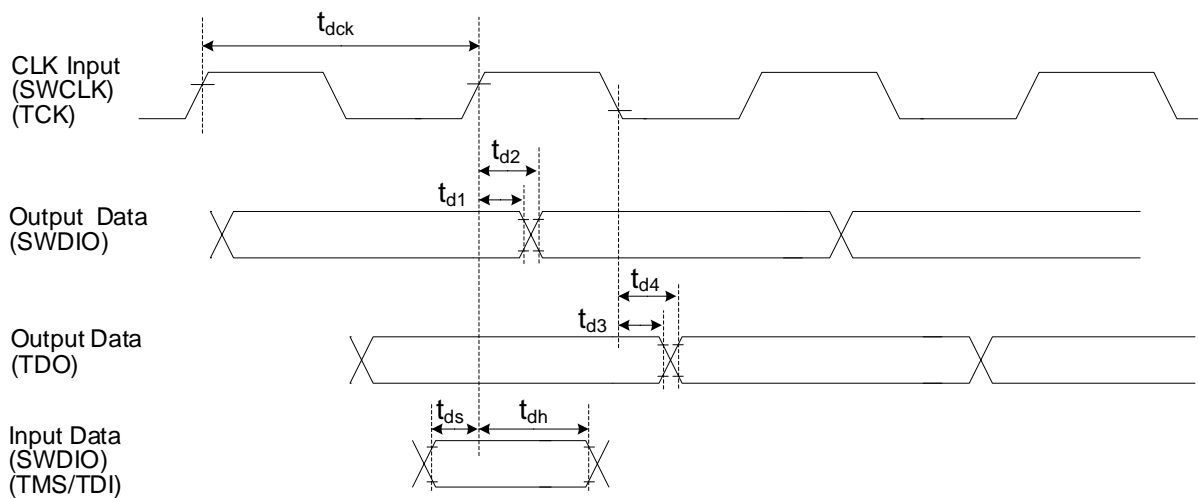 tdck
CLK Input
(SWCLK)
(TCK)
td2
td1
Output Data
(SWDIO)
td4
td3
Output Data
(TDO)
tds
tdh
Input Data
(SWDIO)
(TMS/TDI)